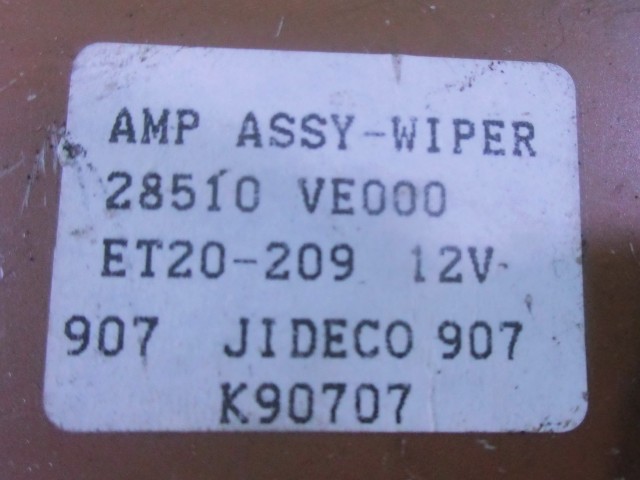 AMP ASSY-WIPER
28510 VE000
ET20-209 12V
907 JIDECO 907
K90707